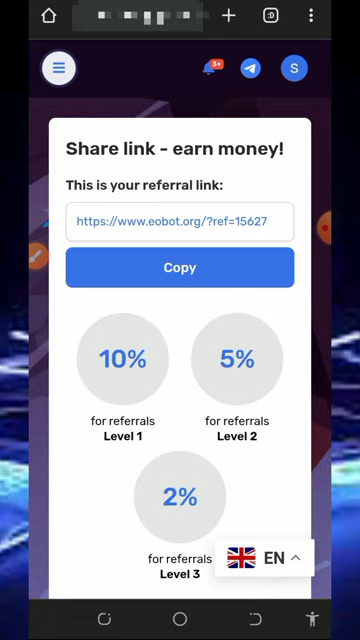 :D
3+
S
Share link - earn money!
This is your referral link:
https://www.eobot.org/?ref=15627
Copy
10%
5%
for referrals
Level 1
for referrals
Level 2
2%
for referrals
Level 3
EN